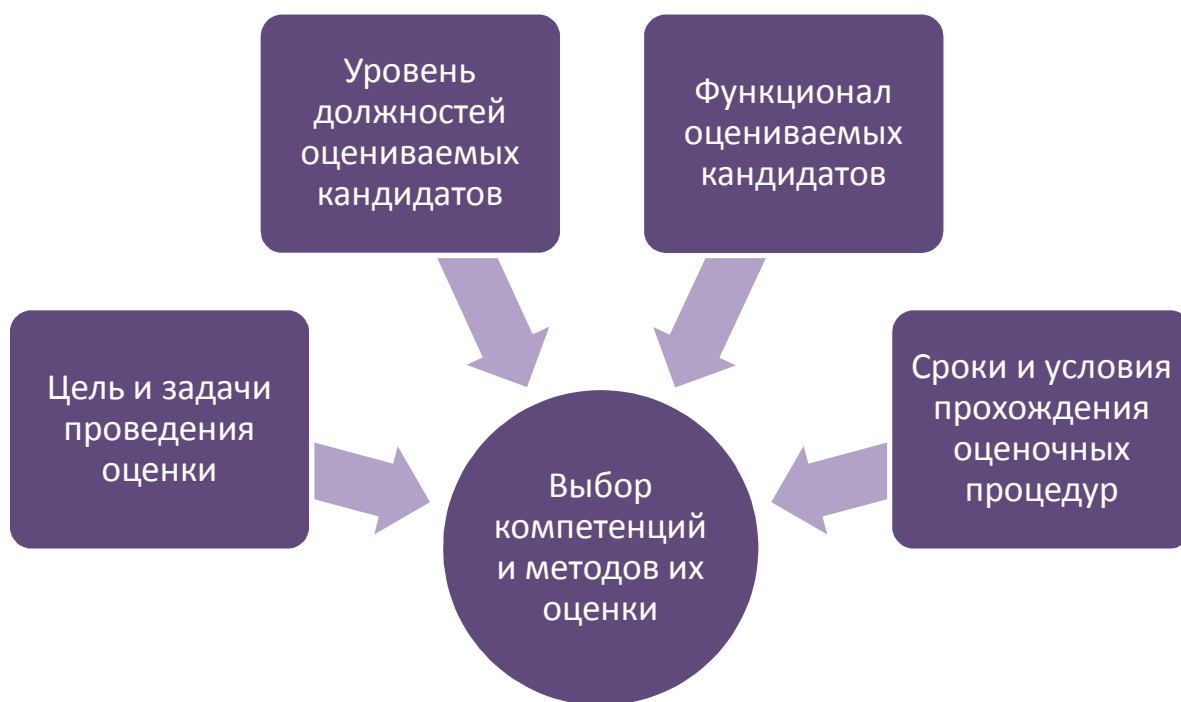 Уровень
должностей
оцениваемых
кандидатов
Функционал
оцениваемых
кандидатов
Цель и задачи
проведения
оценки
Сроки и условия
прохождения
оценочных
процедур
Выбор
компетенций
и методов их
оценки